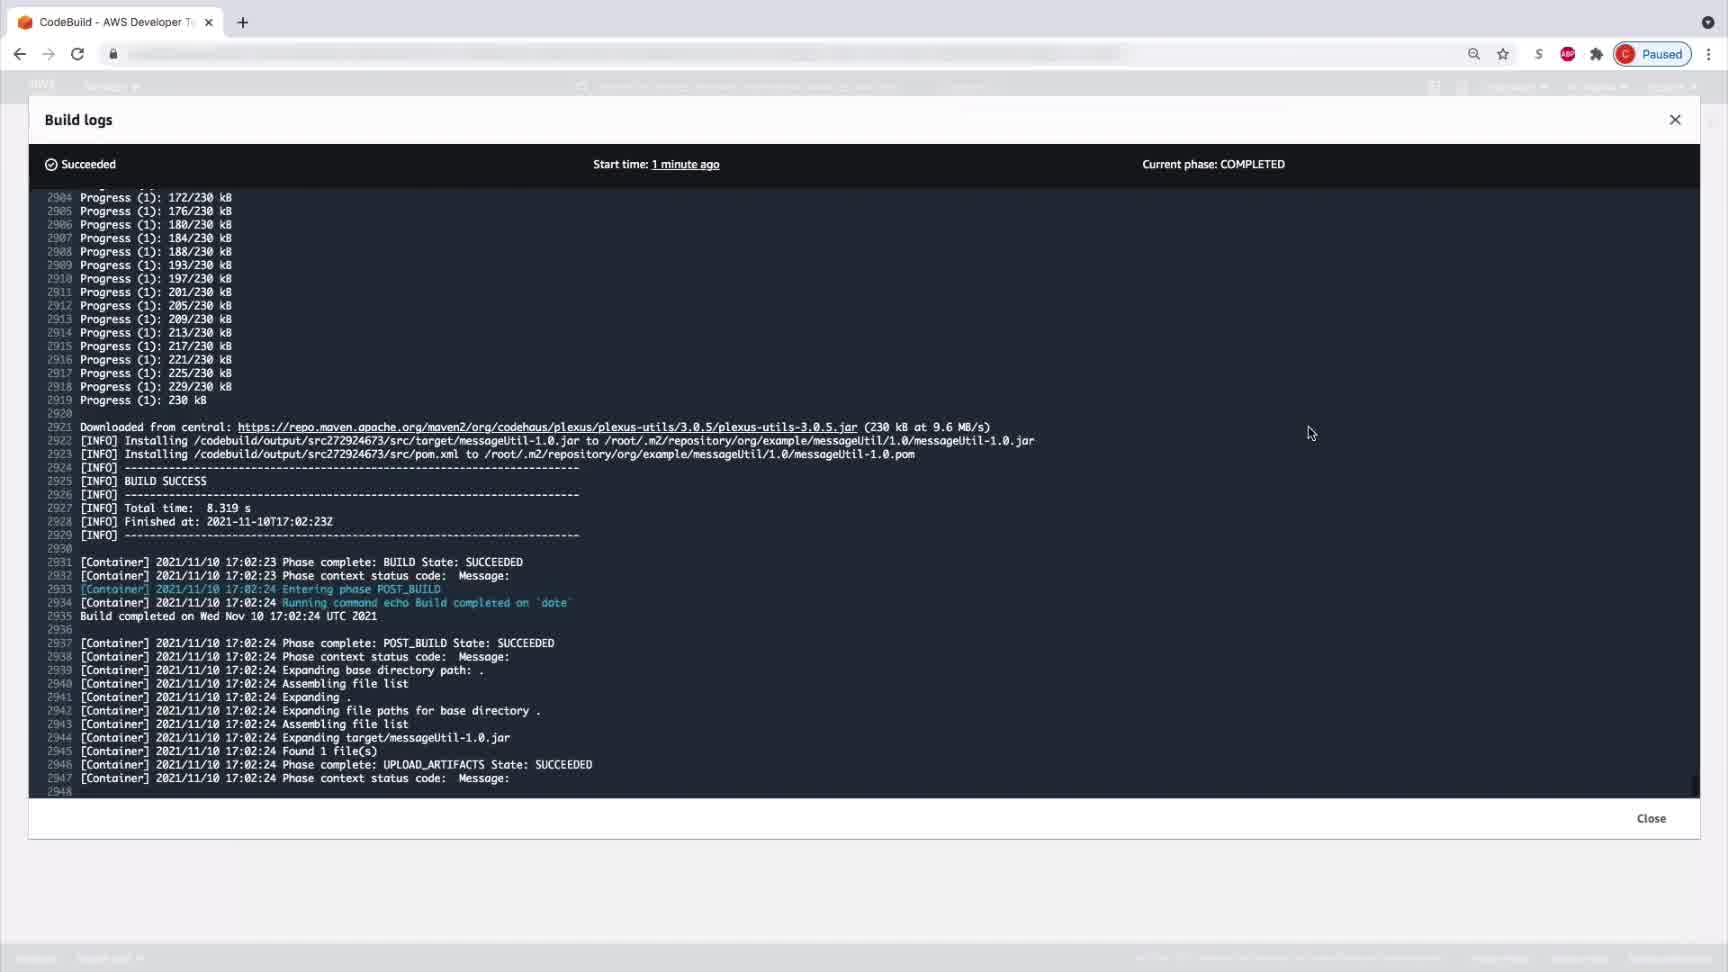 CodeBuild - AWS Developer To
Paused
Build logs
Succeeded
Start time: 1 minute ago
Current phase: COMPLETED
2904 Progress (1): 172/230 kB
2905 Progress (1): 176/230 kB
2906 Progress (1): 180/230 kB
2907 Progress (1): 184/230 kB
2908 Progress (1): 188/230 kB
2909 Progress (1): 193/230 kB
2910 Progress (1): 197/230 kB
2911 Progress (1): 201/230 kB
2912 Progress (1): 205/230 kB
2913 Progress (1): 209/230 kB
2914 Progress (1): 213/230 kB
2915 Progress (1): 217/230 kB
2916 Progress (1): 221/230 kB
2917 Progress (1): 225/230 kB
2918 Progress (1): 229/230 kB
2919 Progress (1): 230 kB
2920
2921 Downloaded from central: https://repo.maven.apache.org/maven2/org/codehaus/plexus/plexus-utils/3.0.5/plexus-utils-3.0.5.jar (230 kB at 9.6 MB/s)
2922 [INFO] Installing /codebuild/output/src272924673/src/target/messageUtil-1.0.jar to /root/.m2/repository/org/example/messageUtil/1.0/messageUtil-1.0.jar
2923 [INFO] Installing /codebuild/output/src272924673/src/pom.xml to /root/.m2/repository/org/example/messageUtil/1.0/messageUtil-1.0.pom
2924 [INFO] ------------------------------------------------------------------------
2925 [INFO] BUILD SUCCESS
2926 [INFO] ------------------------------------------------------------------------
2927 [INFO] Total time:  8.319 s
2928 [INFO] Finished at: 2021-11-10T17:02:23Z
2929 [INFO] ------------------------------------------------------------------------
2930
2931 [Container] 2021/11/10 17:02:23 Phase complete: BUILD State: SUCCEEDED
2932 [Container] 2021/11/10 17:02:23 Phase context status code:  Message:
2933 [Container] 2021/11/10 17:02:24 Entering phase POST_BUILD
2934 [Container] 2021/11/10 17:02:24 Running command echo Build completed on `date`
2935 Build completed on Wed Nov 10 17:02:24 UTC 2021
2936
2937 [Container] 2021/11/10 17:02:24 Phase complete: POST_BUILD State: SUCCEEDED
2938 [Container] 2021/11/10 17:02:24 Phase context status code:  Message:
2939 [Container] 2021/11/10 17:02:24 Expanding base directory path: .
2940 [Container] 2021/11/10 17:02:24 Assembling file list
2941 [Container] 2021/11/10 17:02:24 Expanding .
2942 [Container] 2021/11/10 17:02:24 Expanding file paths for base directory .
2943 [Container] 2021/11/10 17:02:24 Assembling file list
2944 [Container] 2021/11/10 17:02:24 Expanding target/messageUtil-1.0.jar
2945 [Container] 2021/11/10 17:02:24 Found 1 file(s)
2946 [Container] 2021/11/10 17:02:24 Phase complete: UPLOAD_ARTIFACTS State: SUCCEEDED
2947 [Container] 2021/11/10 17:02:24 Phase context status code:  Message:
2948
Close